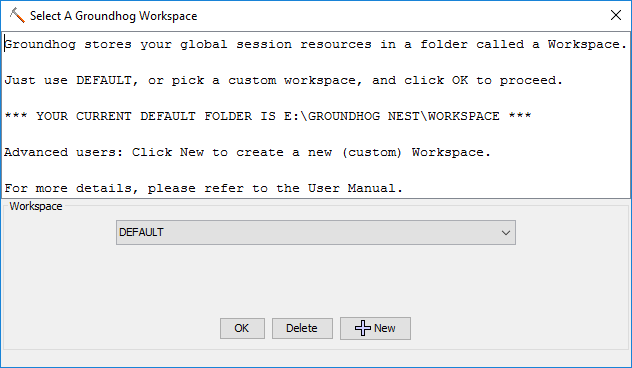 Select A Groundhog Workspace
Groundhog stores your global session resources in a folder called a Workspace.
Just use DEFAULT, or pick a custom workspace, and click OK to proceed.
*** YOUR CURRENT DEFAULT FOLDER IS E:\GROUNDHOG NEST\WORKSPACE ***
Advanced users: Click New to create a new (custom) Workspace.
For more details, please refer to the User Manual.
Workspace
DEFAULT
OK Delete New